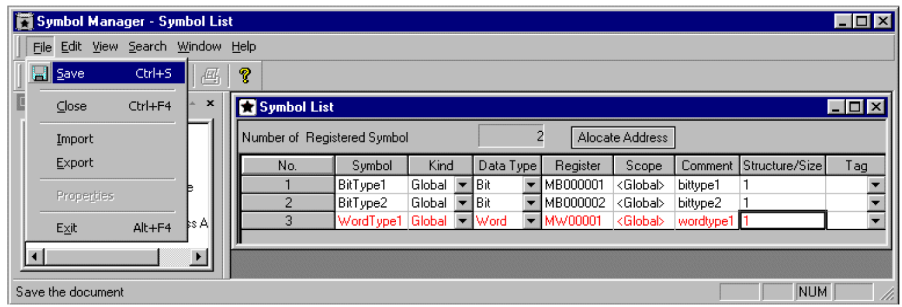 Symbol Manager - Symbol List
File Edit View Search Window Help
Save Ctrl+S
Close Ctrl+F4
Import
Export
Properties
Exit Alt+F4
Symbol List
Number of Registered Symbol 2 Alocate Address
No. Symbol Kind Data Type Register Scope Comment Structure/Size Tag
1 BitType1 Global Bit MB000001 <Global> bittype1 1
2 BitType2 Global Bit MB000002 <Global> bittype2 1
3 WordType1 Global Word MW00001 <Global> wordtype1 1
Save the document NUM